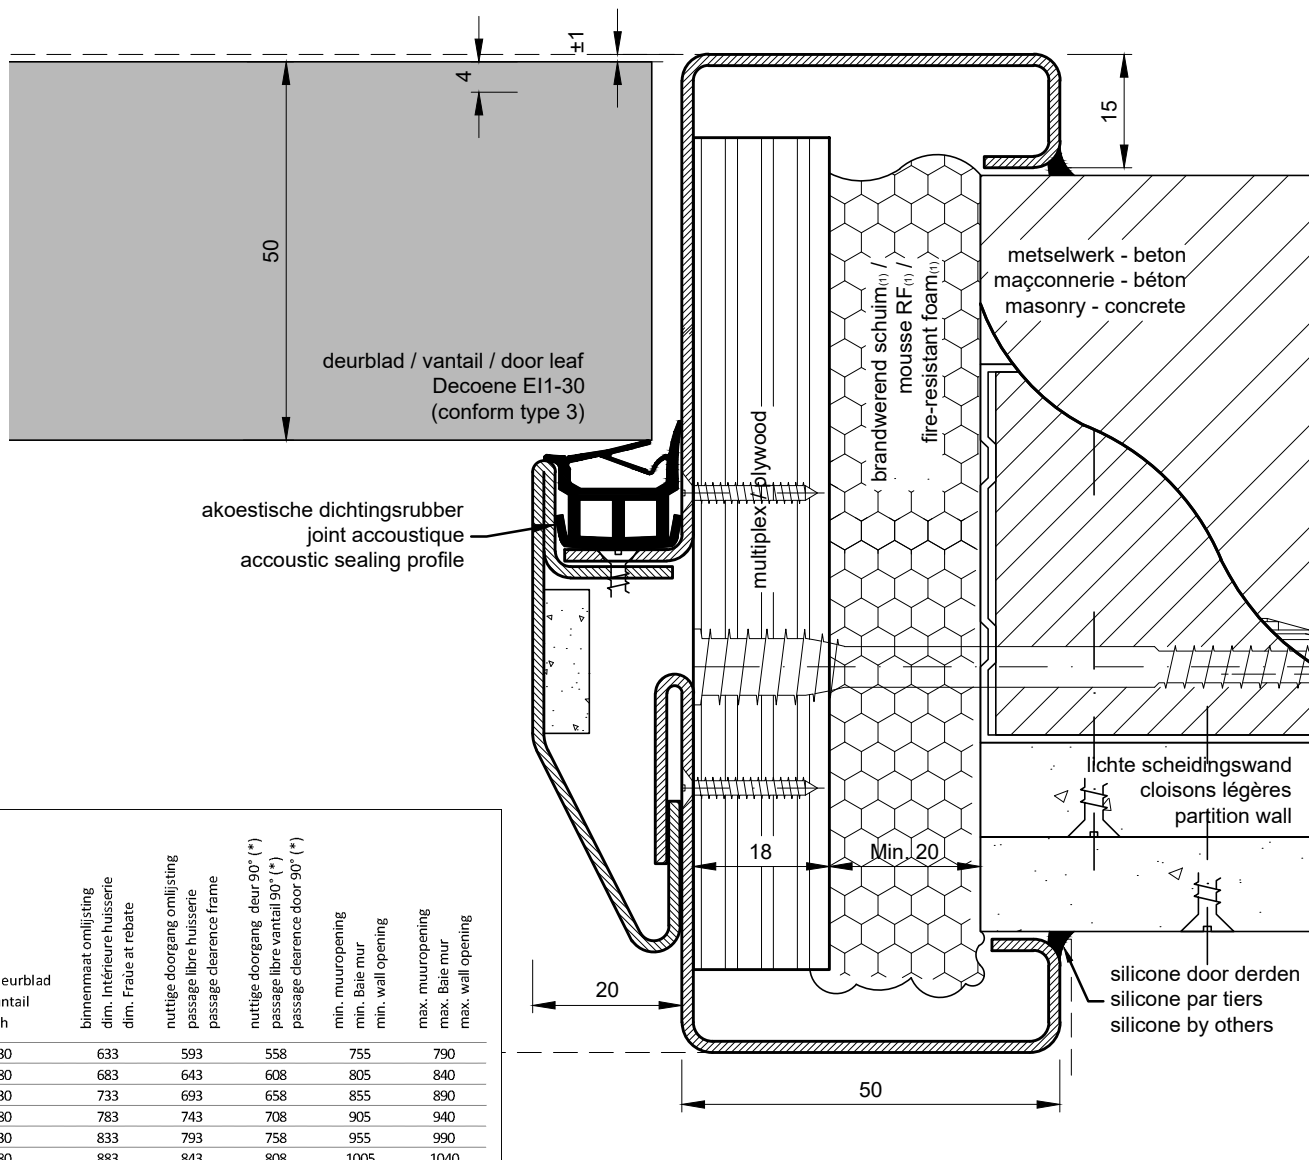 ±1
4
15
50
metselwerk - beton
maçconnerie - béton
masonry - concrete
brandwerend schuim(1) /
mousse RF(1) /
fire-resistant foam(1)
deurblad / vantail / door leaf
Decoene EI1-30
(conform type 3)
multiplex / plywood
akoestische dichtingsrubber
joint accoustique
accoustic sealing profile
lichte scheidingswand
cloisons légères
partition wall
18
Min. 20
20
silicone door derden
silicone par tiers
silicone by others
50
binnenmaat omlijsting
dim. Intérieure huisserie
dim. Fraùe at rebate
nuttige doorgang omlijsting
passage libre huisserie
passage clearence frame
nuttige doorgang deur 90° (*)
passage libre vantail 90° (*)
passage clearence door 90° (*)
min. muuropening
min. Baie mur
min. wall opening
max. muuropening
max. Baie mur
max. wall opening
633 593 558 755 790
683 643 608 805 840
733 693 658 855 890
783 743 708 905 940
833 793 758 955 990
883 843 808 1005 1040